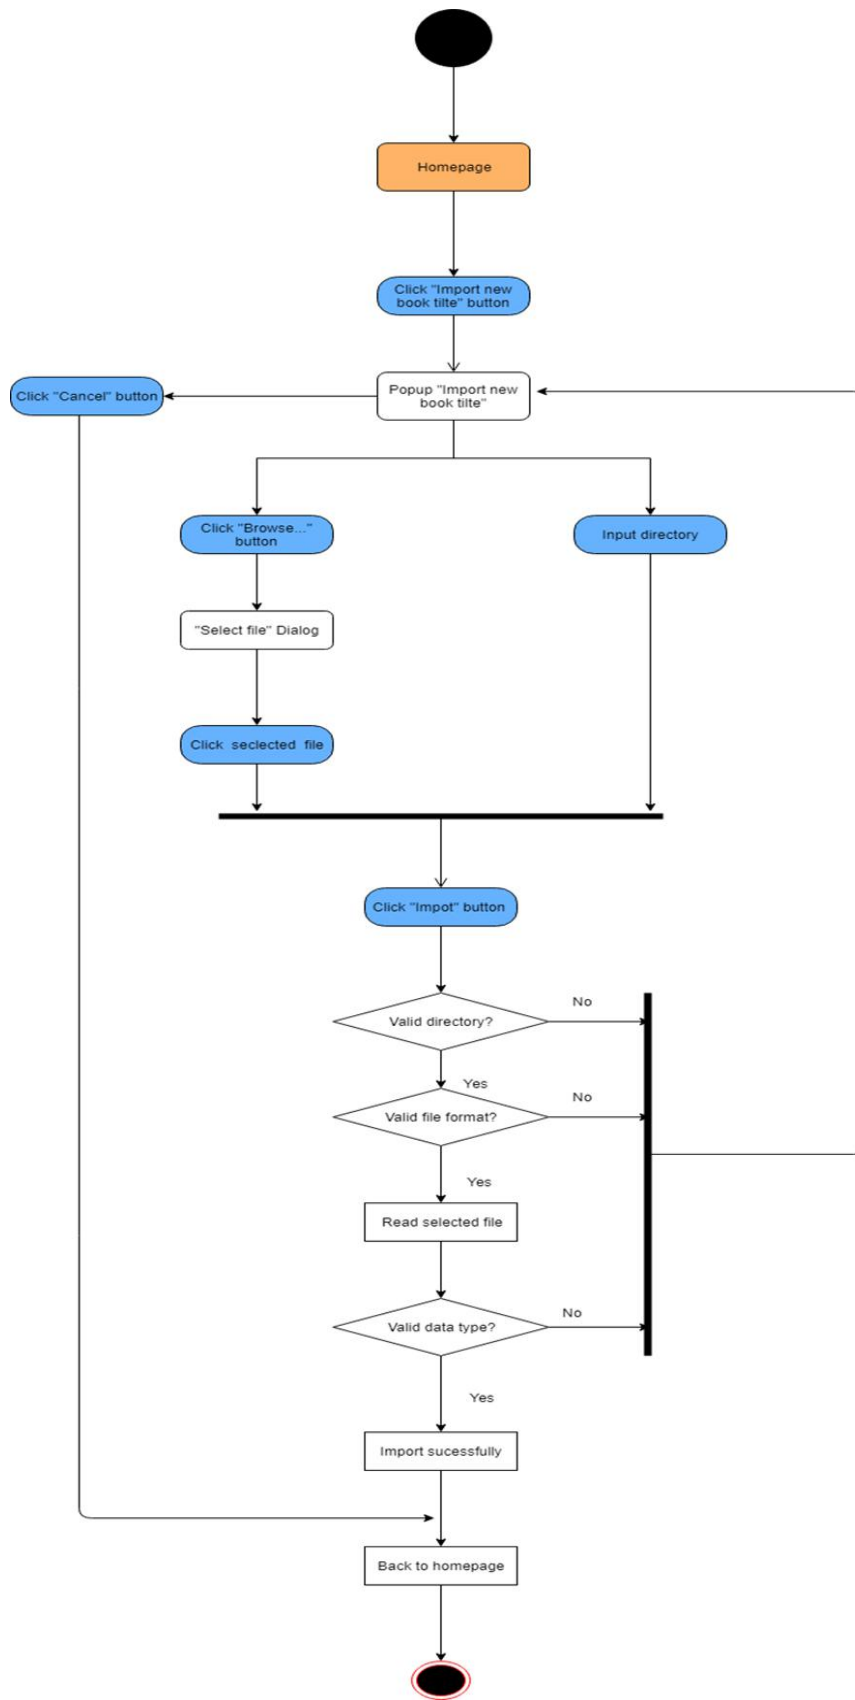 Homepage
Click "Import new
book tilte" button
Click "Cancel" button
Popup "Import new
book tilte"
Click "Browse..."
button
Input directory
"Select file" Dialog
Click seclected file
Click "Impot" button
No
Valid directory?
Yes
No
Valid file format?
Yes
Read selected file
No
Valid data type?
Yes
Import sucessfully
Back to homepage